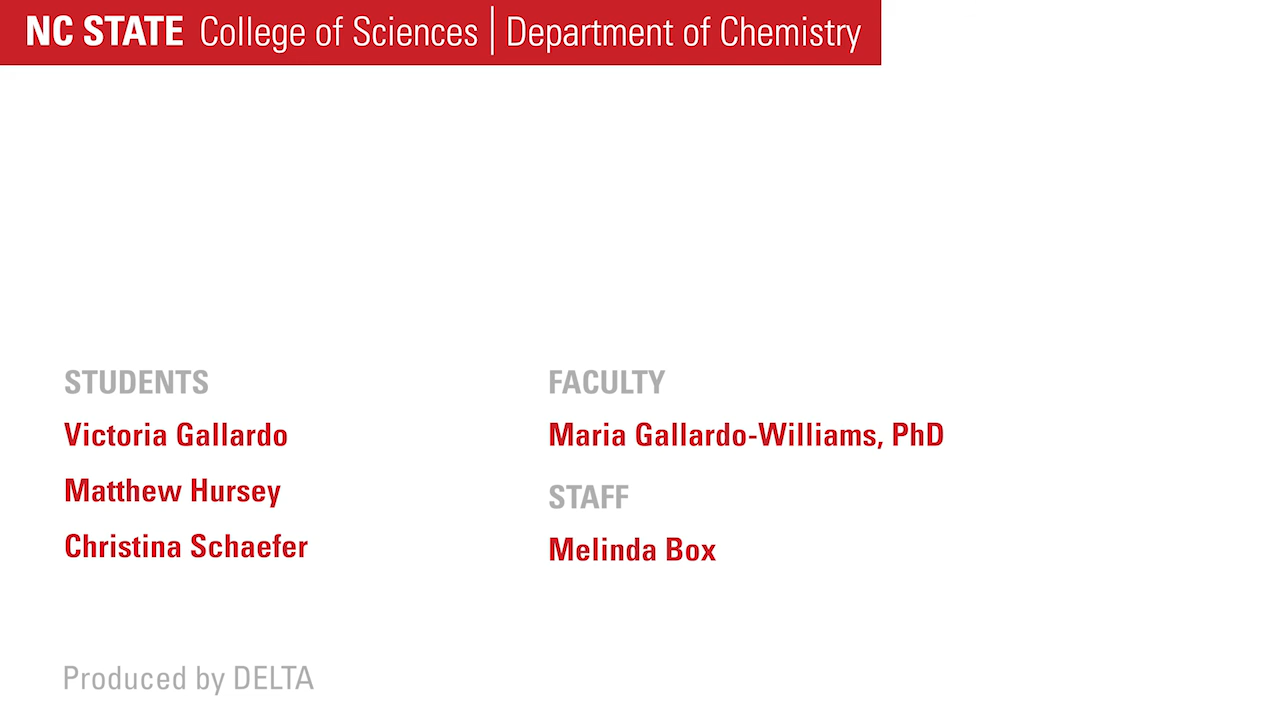 NC STATE College of Sciences | Department of Chemistry
STUDENTS
Victoria Gallardo
Matthew Hursey
Christina Schaefer
FACULTY
Maria Gallardo-Williams, PhD
STAFF
Melinda Box
Produced by DELTA